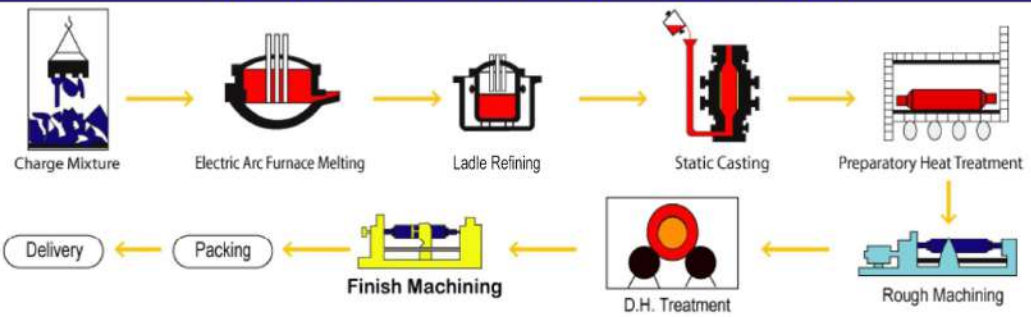 Charge Mixture
Electric Arc Furnace Melting
Ladle Refining
Static Casting
Preparatory Heat Treatment
Rough Machining
D.H. Treatment
Finish Machining
Packing
Delivery